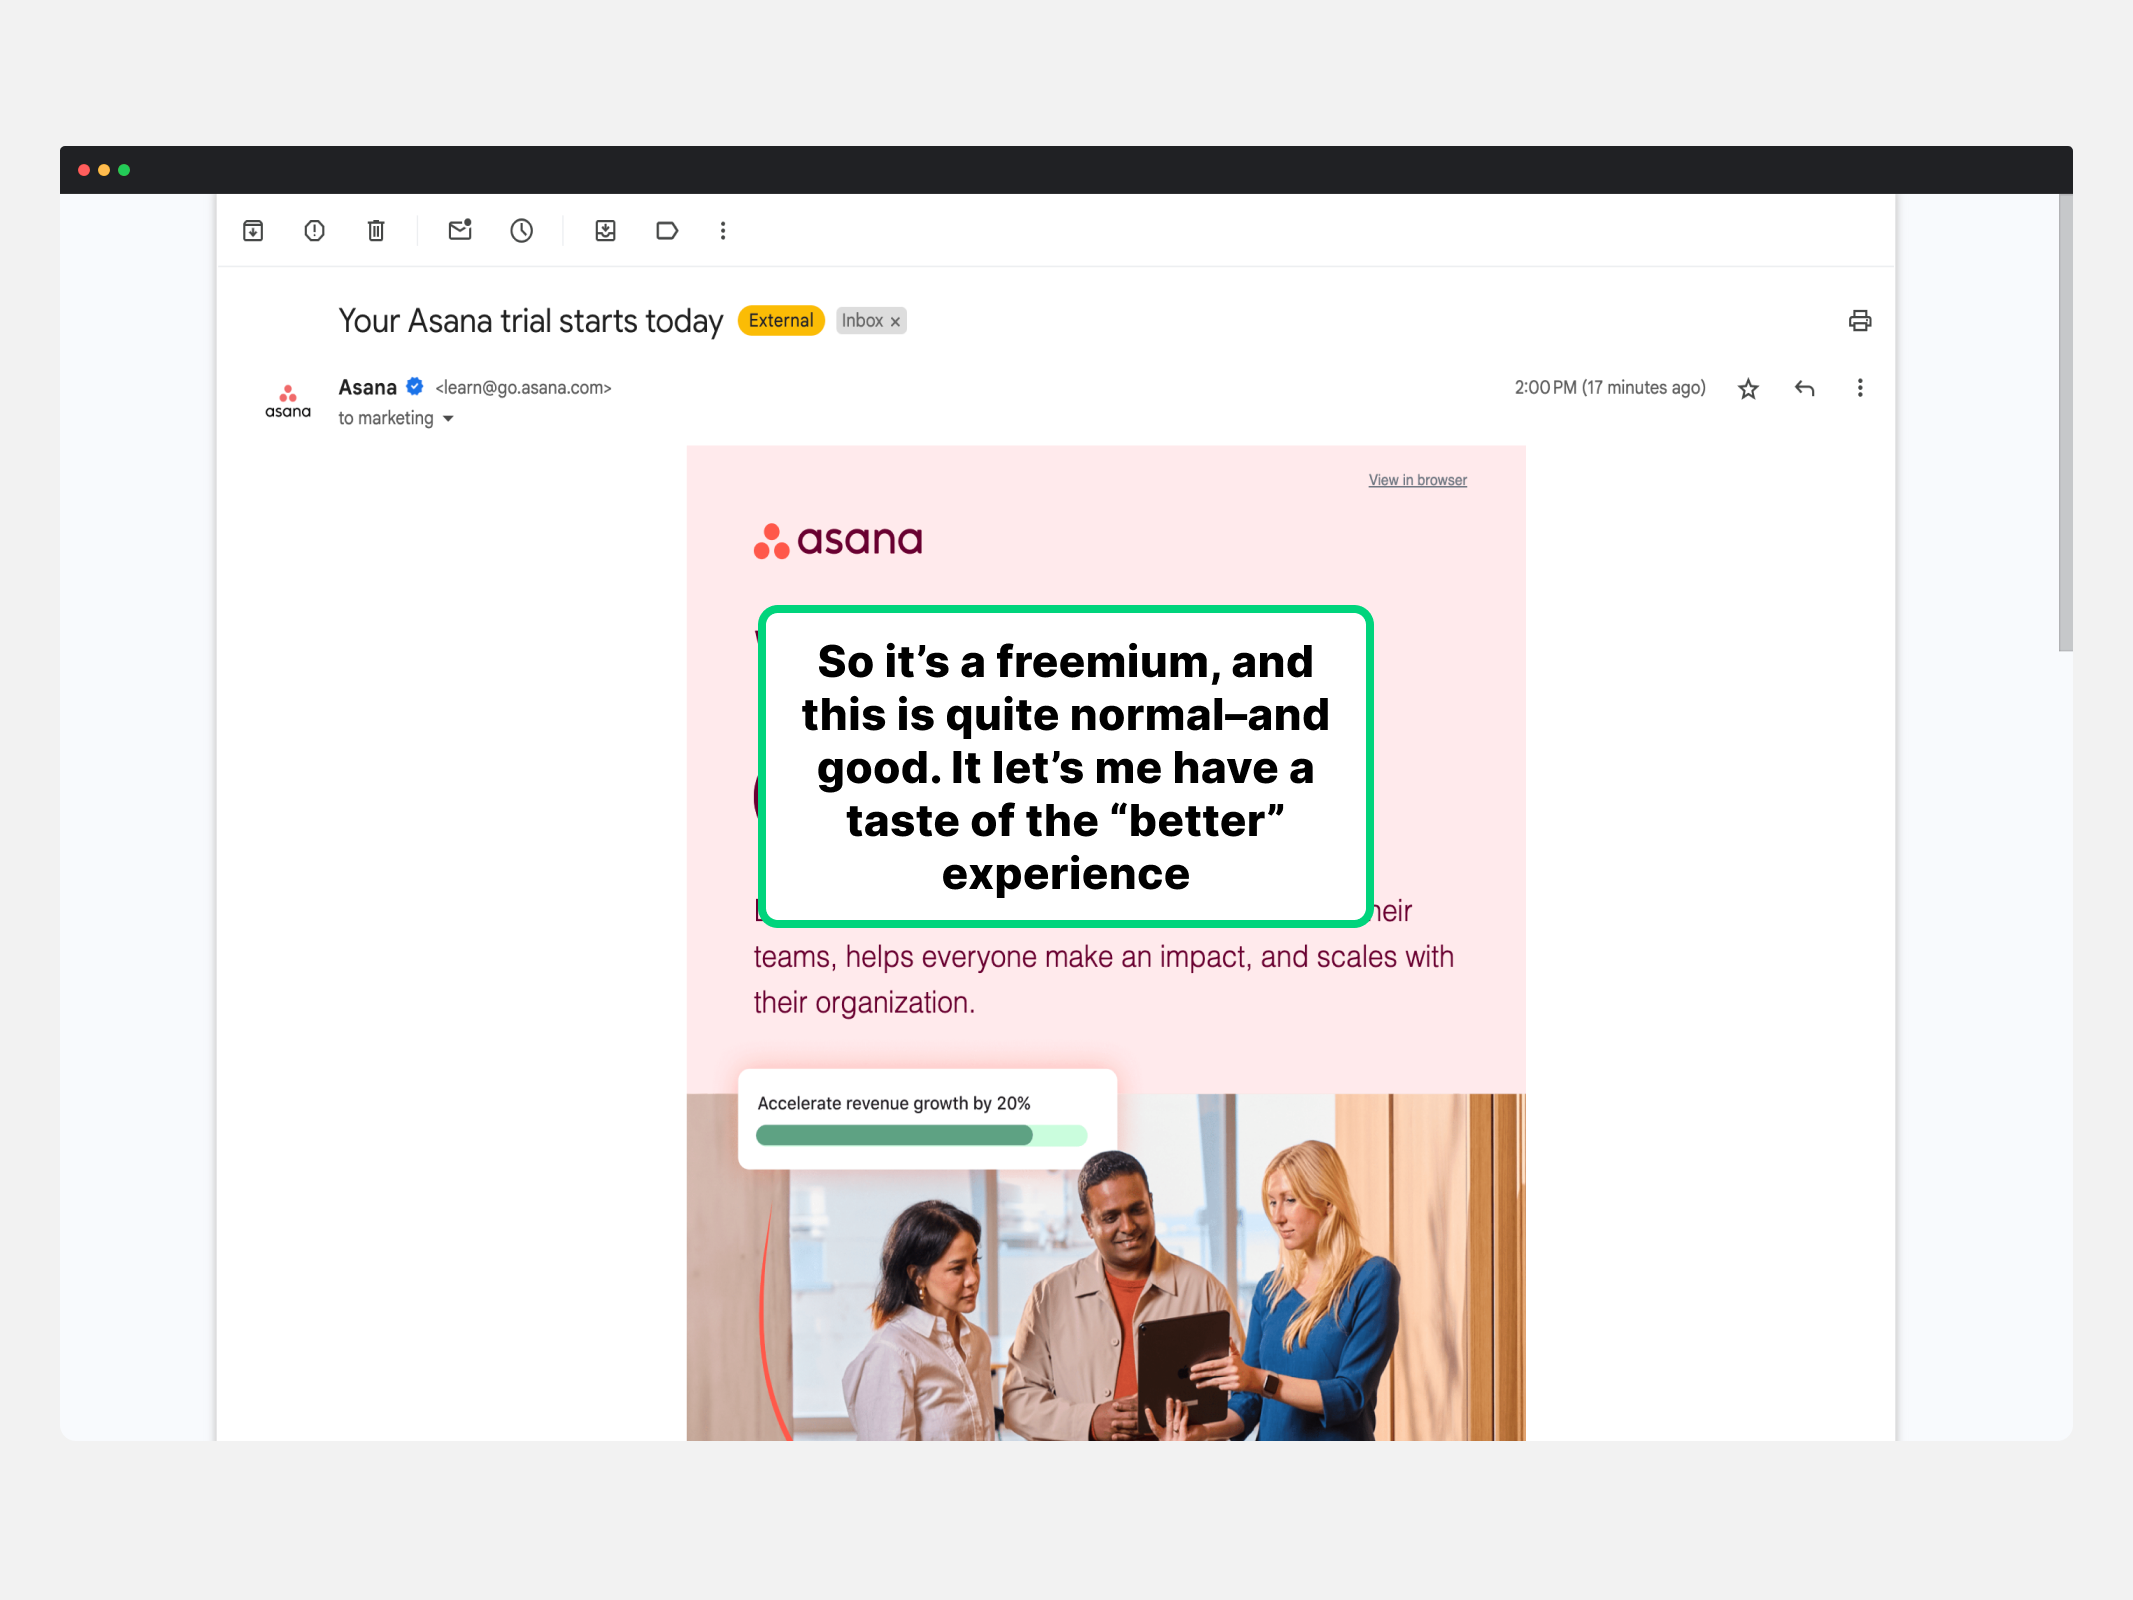 Your Asana trial starts today External Inbox x
asana
Asana <learn@go.asana.com>
2:00 PM (17 minutes ago)
to marketing
View in browser
asana
So it’s a freemium, and
this is quite normal–and
good. It let’s me have a
taste of the “better”
experience
heir
teams, helps everyone make an impact, and scales with
their organization.
Accelerate revenue growth by 20%